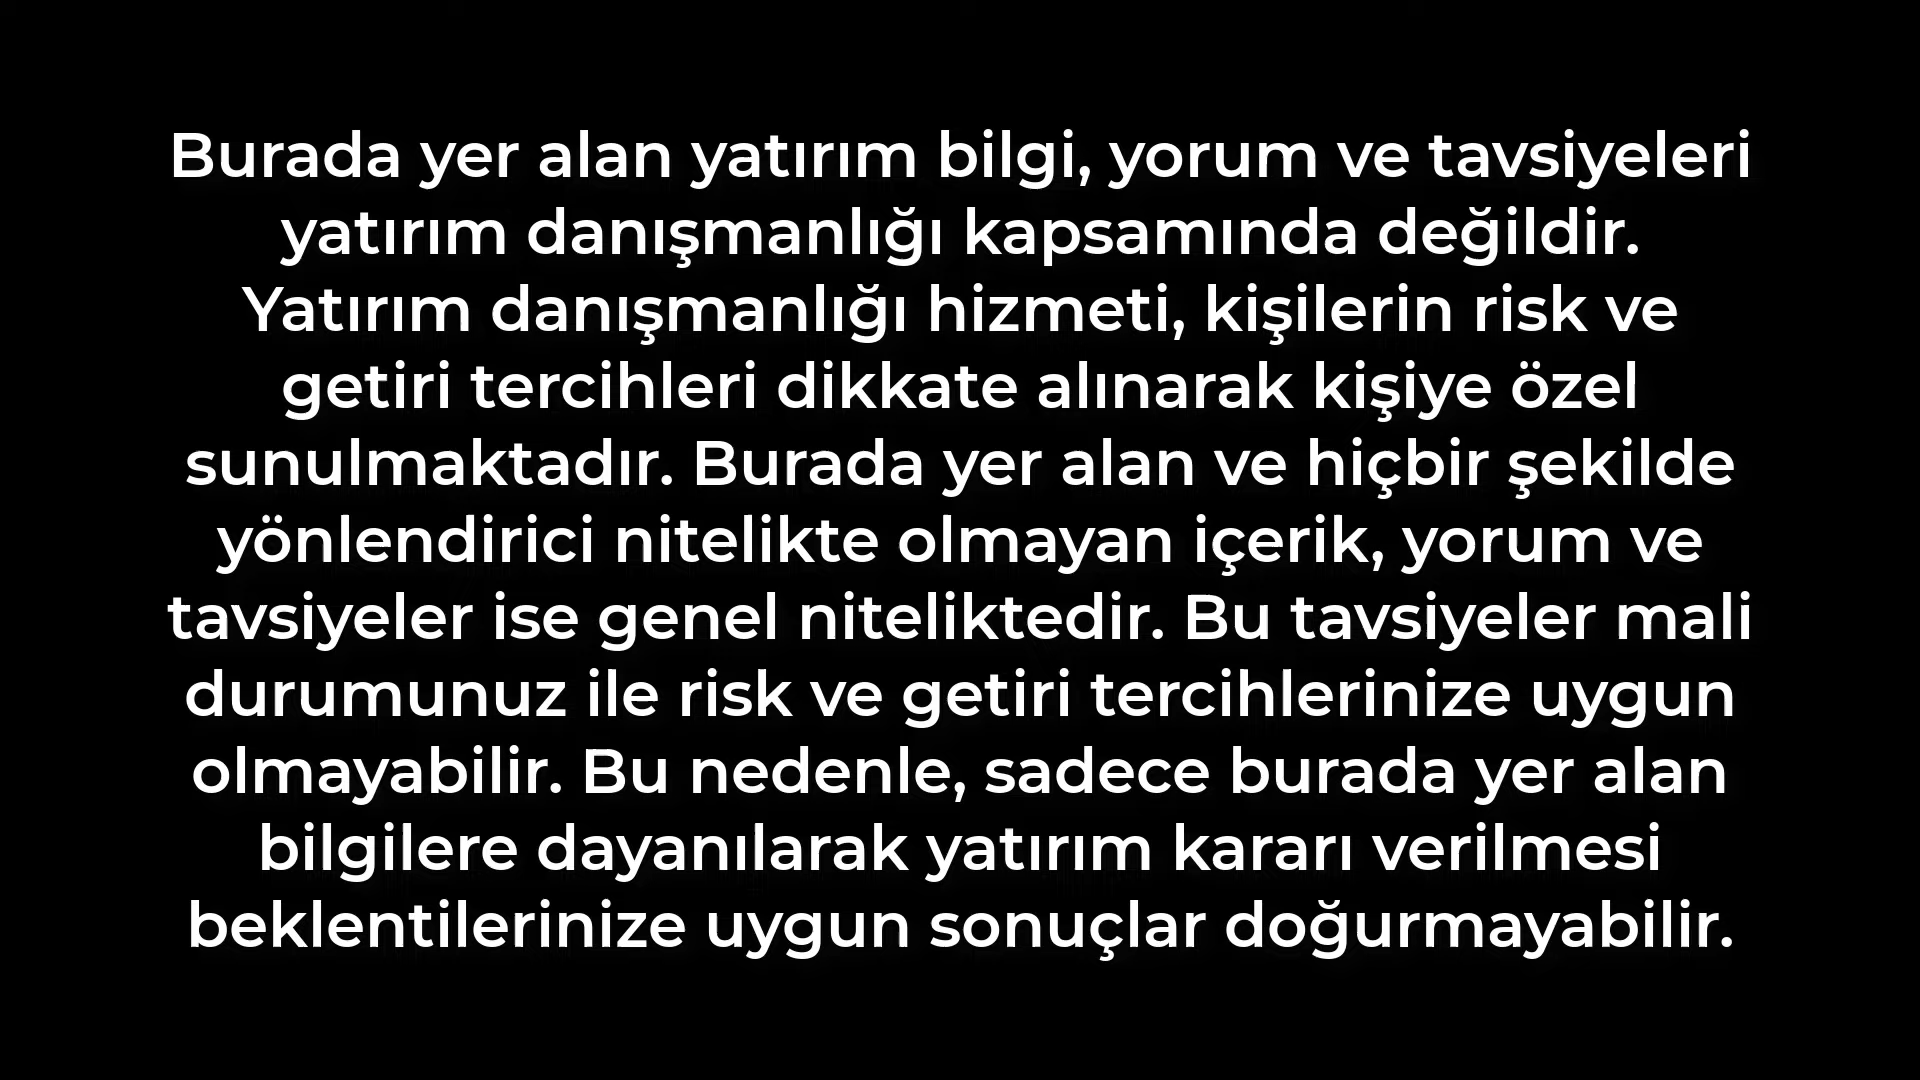 Burada yer alan yatırım bilgi, yorum ve tavsiyeleri
yatırım danışmanlığı kapsamında değildir.
Yatırım danışmanlığı hizmeti, kişilerin risk ve
getiri tercihleri dikkate alınarak kişiye özel
sunulmaktadır. Burada yer alan ve hiçbir şekilde
yönlendirici nitelikte olmayan içerik, yorum ve
tavsiyeler ise genel niteliktedir. Bu tavsiyeler mali
durumunuz ile risk ve getiri tercihlerinize uygun
olmayabilir. Bu nedenle, sadece burada yer alan
bilgilere dayanılarak yatırım kararı verilmesi
beklentilerinize uygun sonuçlar doğurmayabilir.